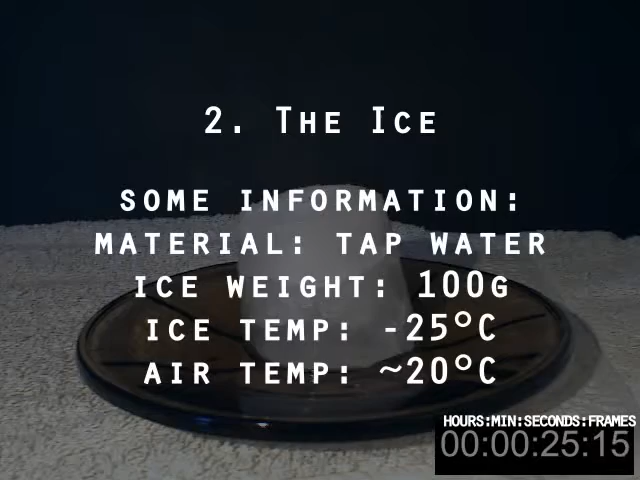 2. The Ice
SOME INFORMATION:
MATERIAL: TAP WATER
ICE WEIGHT: 100G
ICE TEMP: -25°C
AIR TEMP: ~20°C
HOURS:MIN:SECONDS:FRAMES
00:00:25:15